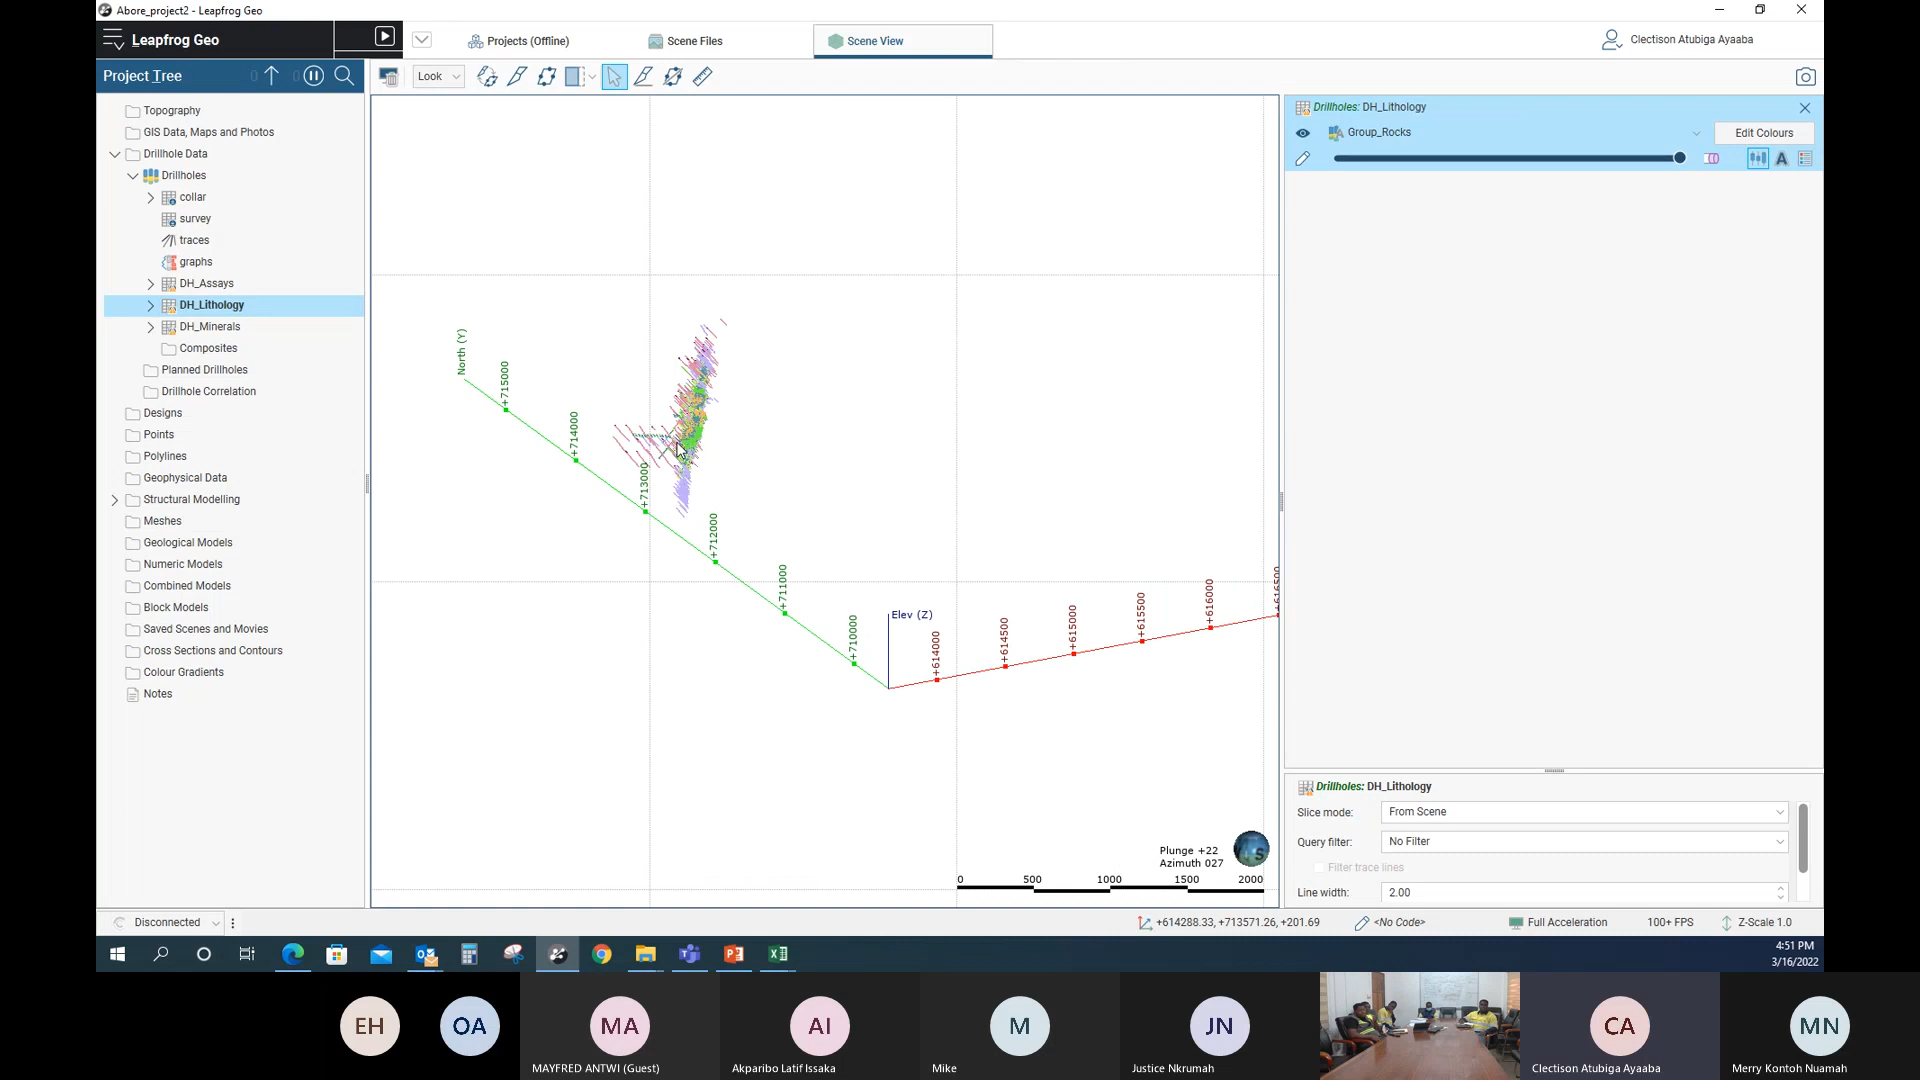 Abore_project2 - Leapfrog Geo
Leapfrog Geo
Projects (Offline)
Scene Files
Scene View
Clectison Atubiga Ayaaba
Project Tree
0
0
Look
Topography
GIS Data, Maps and Photos
Drillhole Data
Drillholes
collar
survey
traces
graphs
DH_Assays
DH_Lithology
DH_Minerals
Composites
Planned Drillholes
Drillhole Correlation
Designs
Points
Polylines
Geophysical Data
Structural Modelling
Meshes
Geological Models
Numeric Models
Combined Models
Block Models
Saved Scenes and Movies
Cross Sections and Contours
Colour Gradients
Notes
North (Y)
+715000
+714000
+713000
+712000
+711000
+710000
Elev (Z)
+614000
+614500
+615000
+615500
+616000
+616500
Plunge +22
Azimuth 027
0 500 1000 1500 2000
Drillholes: DH_Lithology
Group_Rocks
Edit Colours
A
Drillholes: DH_Lithology
Slice mode: From Scene
Query filter: No Filter
Filter trace lines
Line width: 2.00
Disconnected
+614288.33, +713571.26, +201.69
<No Code>
Full Acceleration
100+ FPS
Z-Scale 1.0
4:51 PM
3/16/2022
EH
OA
MA
MAYFRED ANTWI (Guest)
AI
Akparibo Latif Issaka
M
Mike
JN
Justice Nkrumah
CA
Clectison Atubiga Ayaaba
MN
Merry Kontoh Nuamah